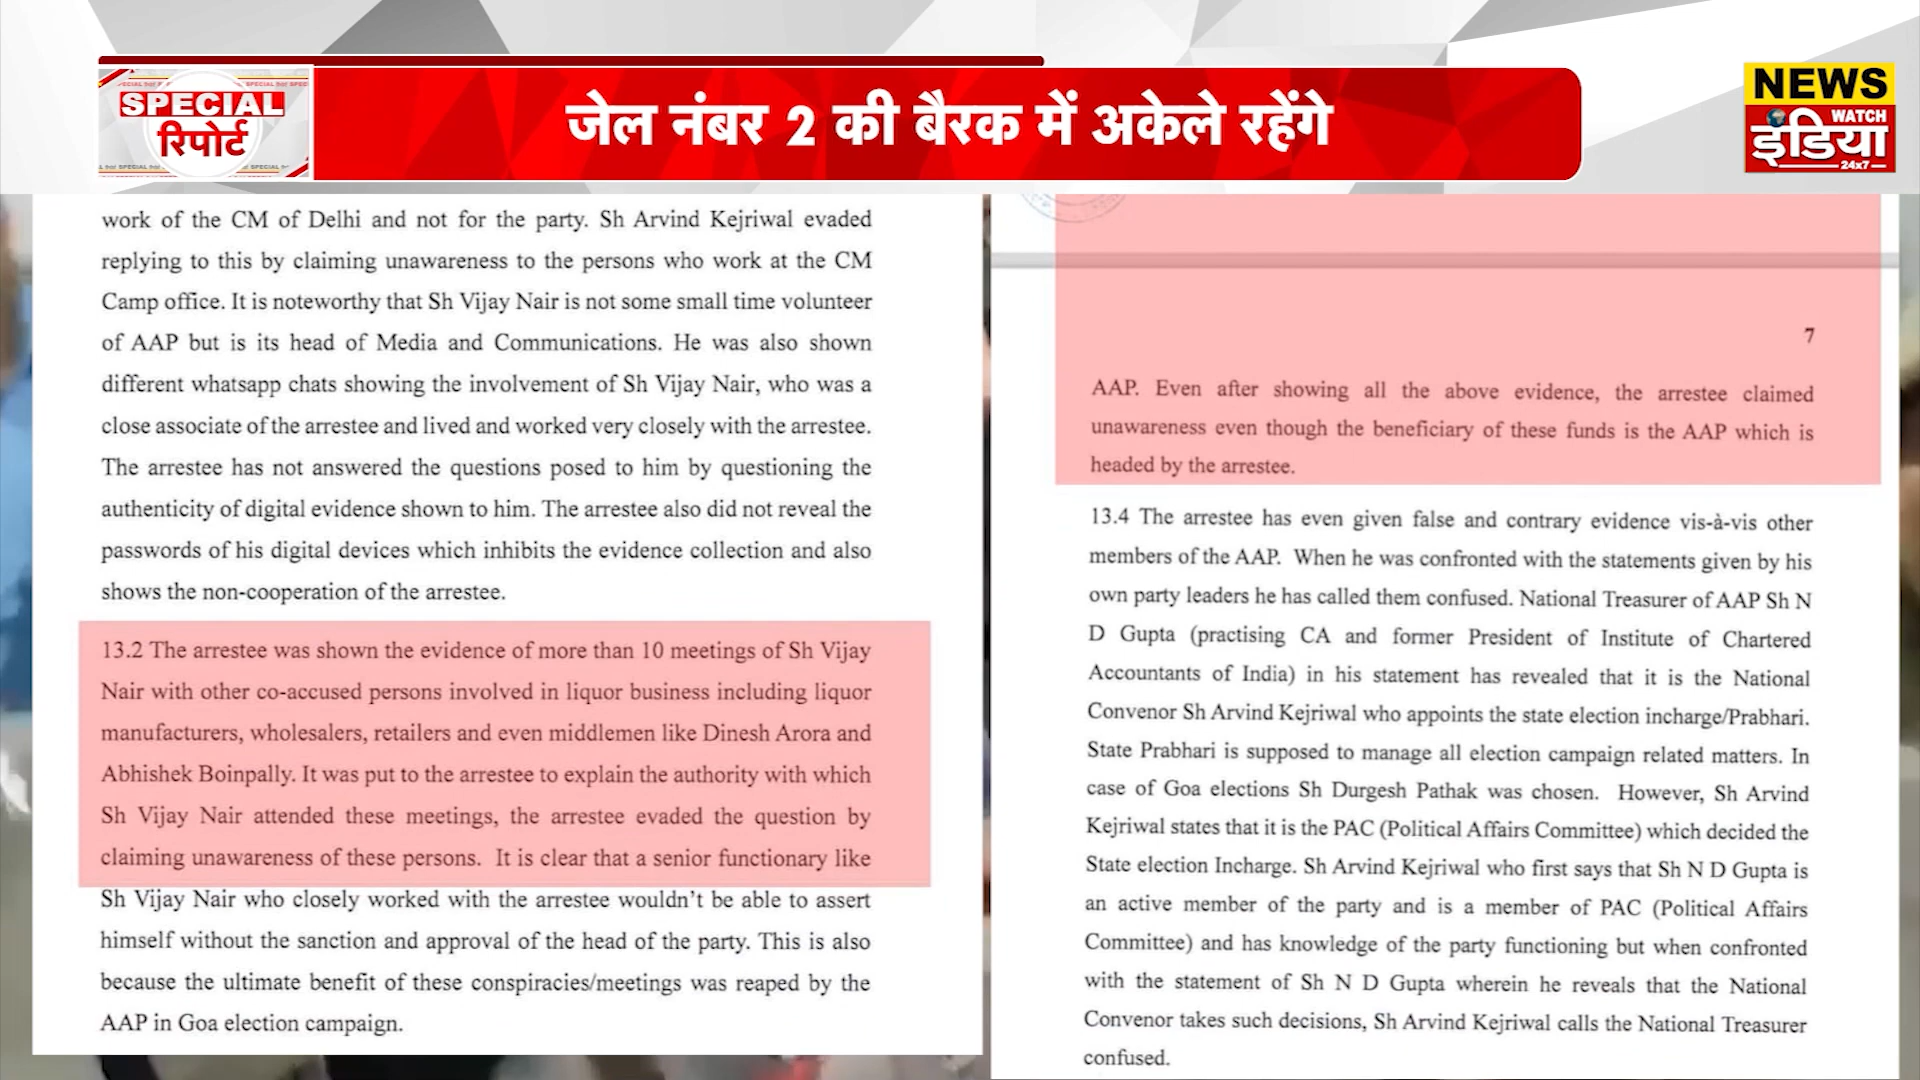 SPECIAL
रिपोर्ट
जेल नंबर 2 की बैरक में अकेले रहेंगे
NEWS
WATCH
इंडिया
24x7
work of the CM of Delhi and not for the party. Sh Arvind Kejriwal evaded
replying to this by claiming unawareness to the persons who work at the CM
Camp office. It is noteworthy that Sh Vijay Nair is not some small time volunteer
of AAP but is its head of Media and Communications. He was also shown
different whatsapp chats showing the involvement of Sh Vijay Nair, who was a
close associate of the arrestee and lived and worked very closely with the arrestee.
The arrestee has not answered the questions posed to him by questioning the
authenticity of digital evidence shown to him. The arrestee also did not reveal the
passwords of his digital devices which inhibits the evidence collection and also
shows the non-cooperation of the arrestee.
13.2 The arrestee was shown the evidence of more than 10 meetings of Sh Vijay
Nair with other co-accused persons involved in liquor business including liquor
manufacturers, wholesalers, retailers and even middlemen like Dinesh Arora and
Abhishek Boinpally. It was put to the arrestee to explain the authority with which
Sh Vijay Nair attended these meetings, the arrestee evaded the question by
claiming unawareness of these persons. It is clear that a senior functionary like
Sh Vijay Nair who closely worked with the arrestee wouldn't be able to assert
himself without the sanction and approval of the head of the party. This is also
because the ultimate benefit of these conspiracies/meetings was reaped by the
AAP in Goa election campaign.
7
AAP. Even after showing all the above evidence, the arrestee claimed
unawareness even though the beneficiary of these funds is the AAP which is
headed by the arrestee.
13.4 The arrestee has even given false and contrary evidence vis-à-vis other
members of the AAP. When he was confronted with the statements given by his
own party leaders he has called them confused. National Treasurer of AAP Sh N
D Gupta (practising CA and former President of Institute of Chartered
Accountants of India) in his statement has revealed that it is the National
Convenor Sh Arvind Kejriwal who appoints the state election incharge/Prabhari.
State Prabhari is supposed to manage all election campaign related matters. In
case of Goa elections Sh Durgesh Pathak was chosen. However, Sh Arvind
Kejriwal states that it is the PAC (Political Affairs Committee) which decided the
State election Incharge. Sh Arvind Kejriwal who first says that Sh N D Gupta is
an active member of the party and is a member of PAC (Political Affairs
Committee) and has knowledge of the party functioning but when confronted
with the statement of Sh N D Gupta wherein he reveals that the National
Convenor takes such decisions, Sh Arvind Kejriwal calls the National Treasurer
confused.